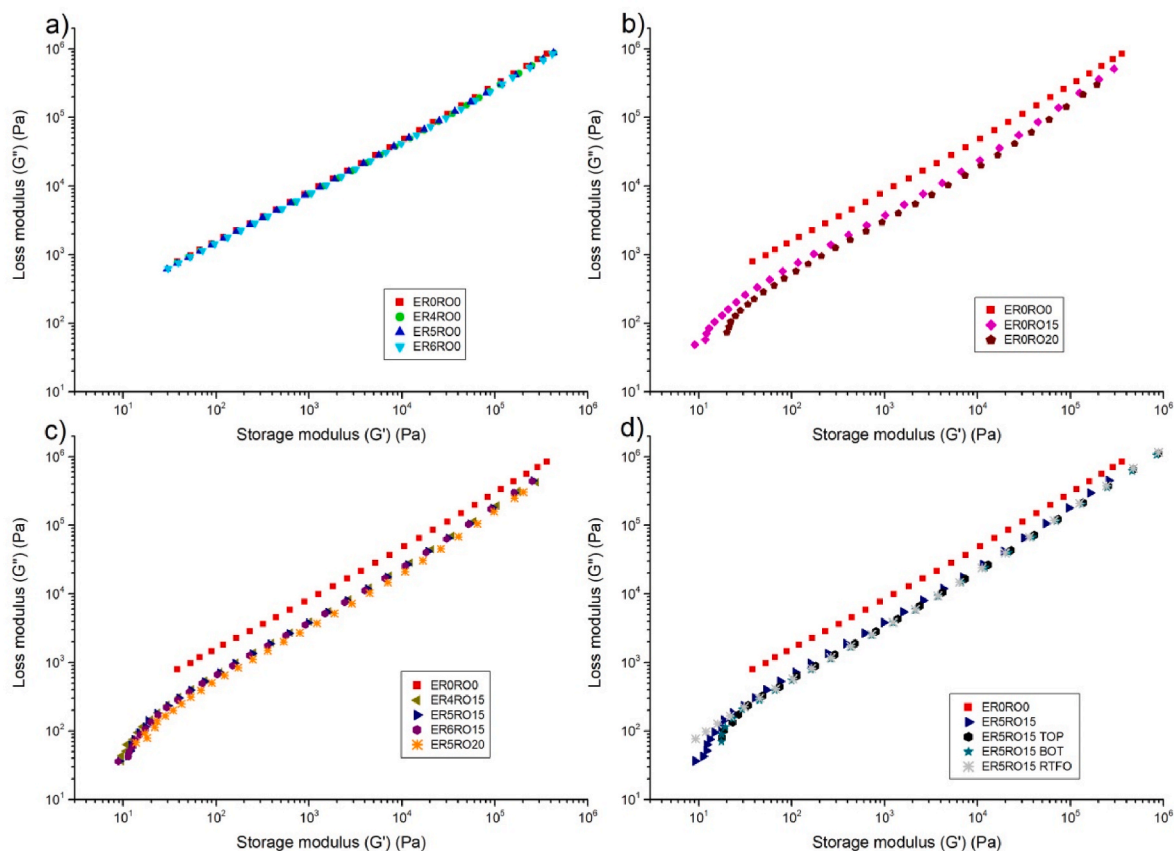 a)
10⁶
10⁵
10⁴
10³
10²
10¹
Loss modulus (G'') (Pa)
ER0RO0
ER4RO0
ER5RO0
ER6RO0
10¹ 10² 10³ 10⁴ 10⁵ 10⁶
Storage modulus (G') (Pa)
b)
10⁶
10⁵
10⁴
10³
10²
10¹
Loss modulus (G'') (Pa)
ER0RO0
ER0RO15
ER0RO20
10¹ 10² 10³ 10⁴ 10⁵ 10⁶
Storage modulus (G') (Pa)
c)
10⁶
10⁵
10⁴
10³
10²
10¹
Loss modulus (G'') (Pa)
ER0RO0
ER4RO15
ER5RO15
ER6RO15
ER5RO20
10¹ 10² 10³ 10⁴ 10⁵ 10⁶
Storage modulus (G') (Pa)
d)
10⁶
10⁵
10⁴
10³
10²
10¹
Loss modulus (G'') (Pa)
ER0RO0
ER5RO15
ER5RO15 TOP
ER5RO15 BOT
ER5RO15 RTFO
10¹ 10² 10³ 10⁴ 10⁵ 10⁶
Storage modulus (G') (Pa)